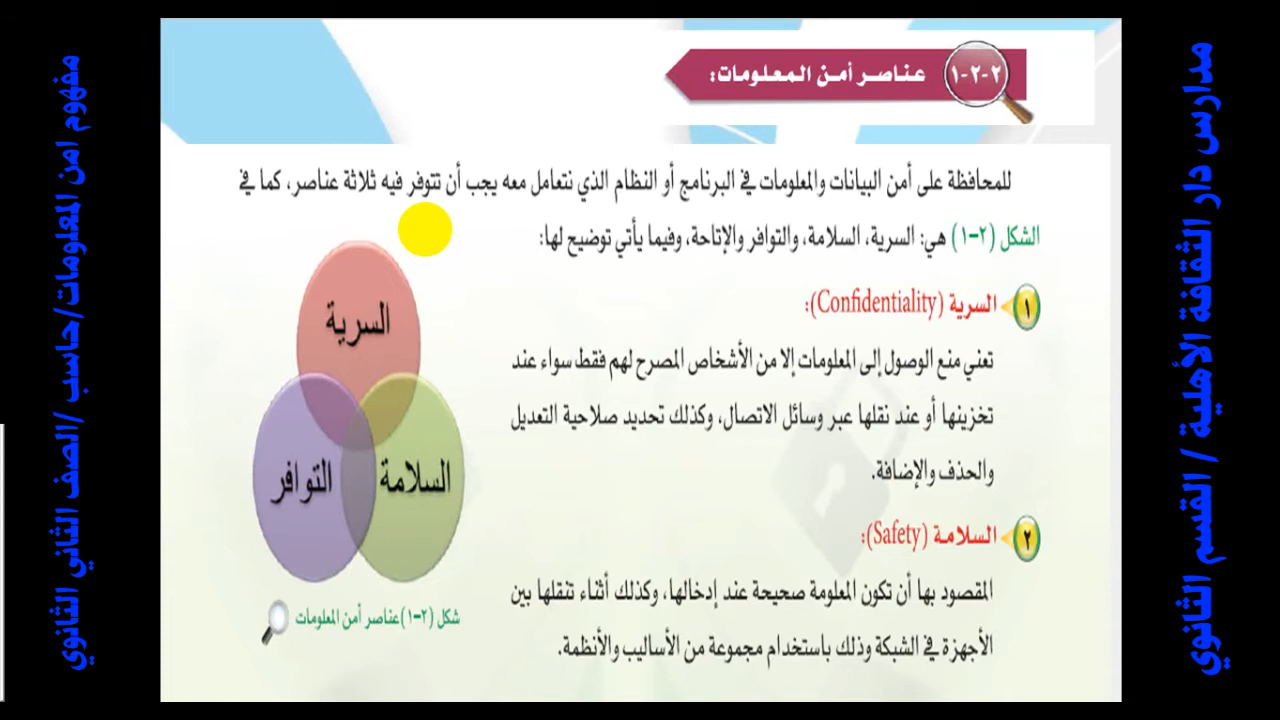 مدارس دار الثقافة الأهلية / القسم الثانوي
٢-٢-١ عناصر أمن المعلومات:
للمحافظة على أمن البيانات والمعلومات في البرنامج أو النظام الذي نتعامل معه يجب أن تتوفر فيه ثلاثة عناصر، كما في
الشكل (٢-١) هي: السرية، السلامة، والتوافر والإتاحة، وفيما يأتي توضيح لها:
١ السرية (Confidentiality):
تعني منع الوصول إلى المعلومات إلا من الأشخاص المصرح لهم فقط سواء عند
تخزينها أو عند نقلها عبر وسائل الاتصال، وكذلك تحديد صلاحية التعديل
والحذف والإضافة.
٢ السلامة (Safety):
المقصود بها أن تكون المعلومة صحيحة عند إدخالها، وكذلك أثناء تنقلها بين
الأجهزة في الشبكة وذلك باستخدام مجموعة من الأساليب والأنظمة.
السرية
السلامة
التوافر
شكل (٢-١) عناصر أمن المعلومات
مفهوم امن المعلومات/حاسب /الصف الثاني الثانوي